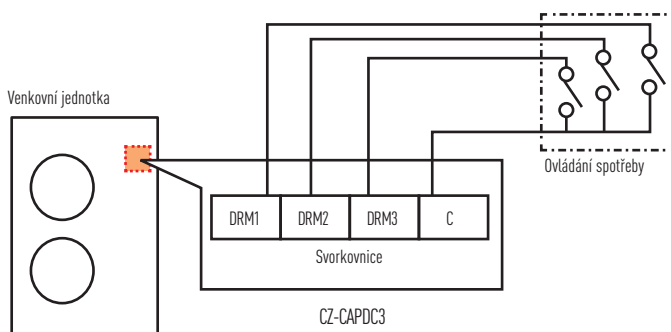 Venkovní jednotka
Ovládání spotřeby
DRM1 DRM2 DRM3 C
Svorkovnice
CZ-CAPDC3